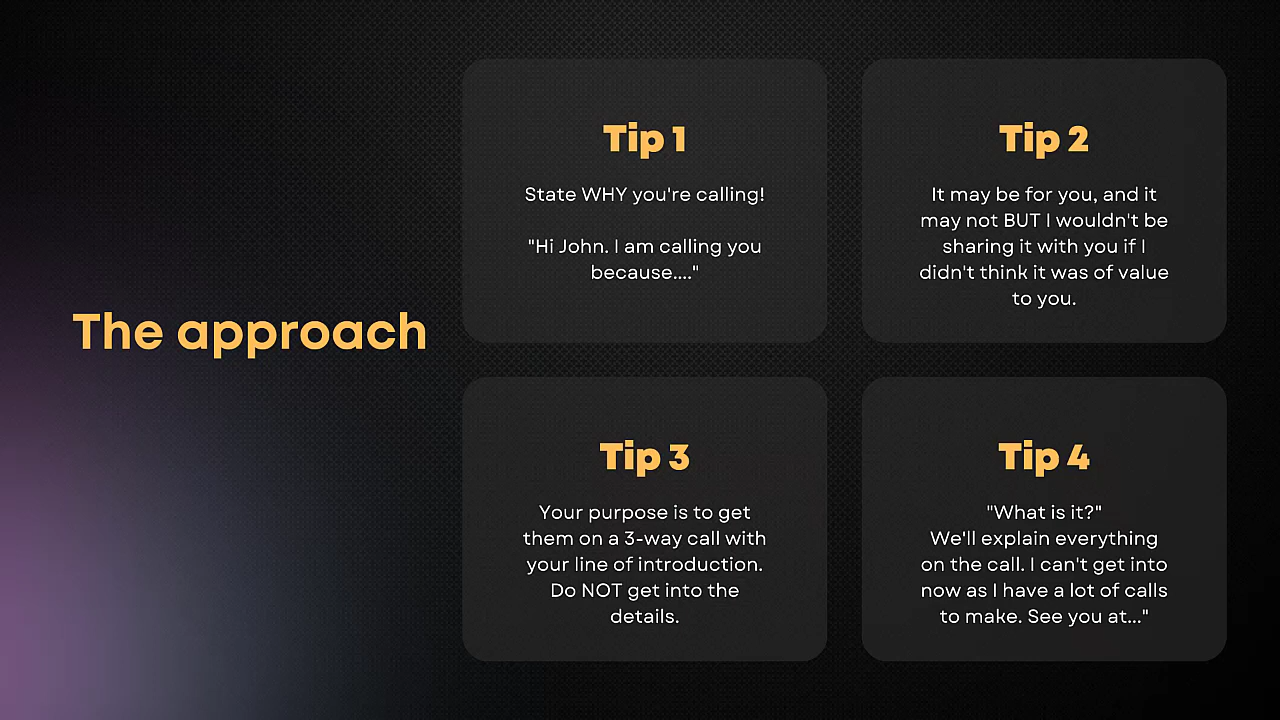 The approach
Tip 1
State WHY you're calling!
"Hi John. I am calling you
because...."
Tip 2
It may be for you, and it
may not BUT I wouldn't be
sharing it with you if I
didn't think it was of value
to you.
Tip 3
Your purpose is to get
them on a 3-way call with
your line of introduction.
Do NOT get into the
details.
Tip 4
"What is it?"
We'll explain everything
on the call. I can't get into
now as I have a lot of calls
to make. See you at..."